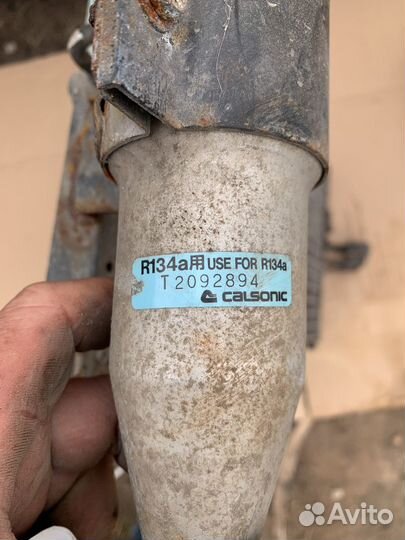 R134a用 USE FOR R134a
T2092894
CALSONIC
Avito